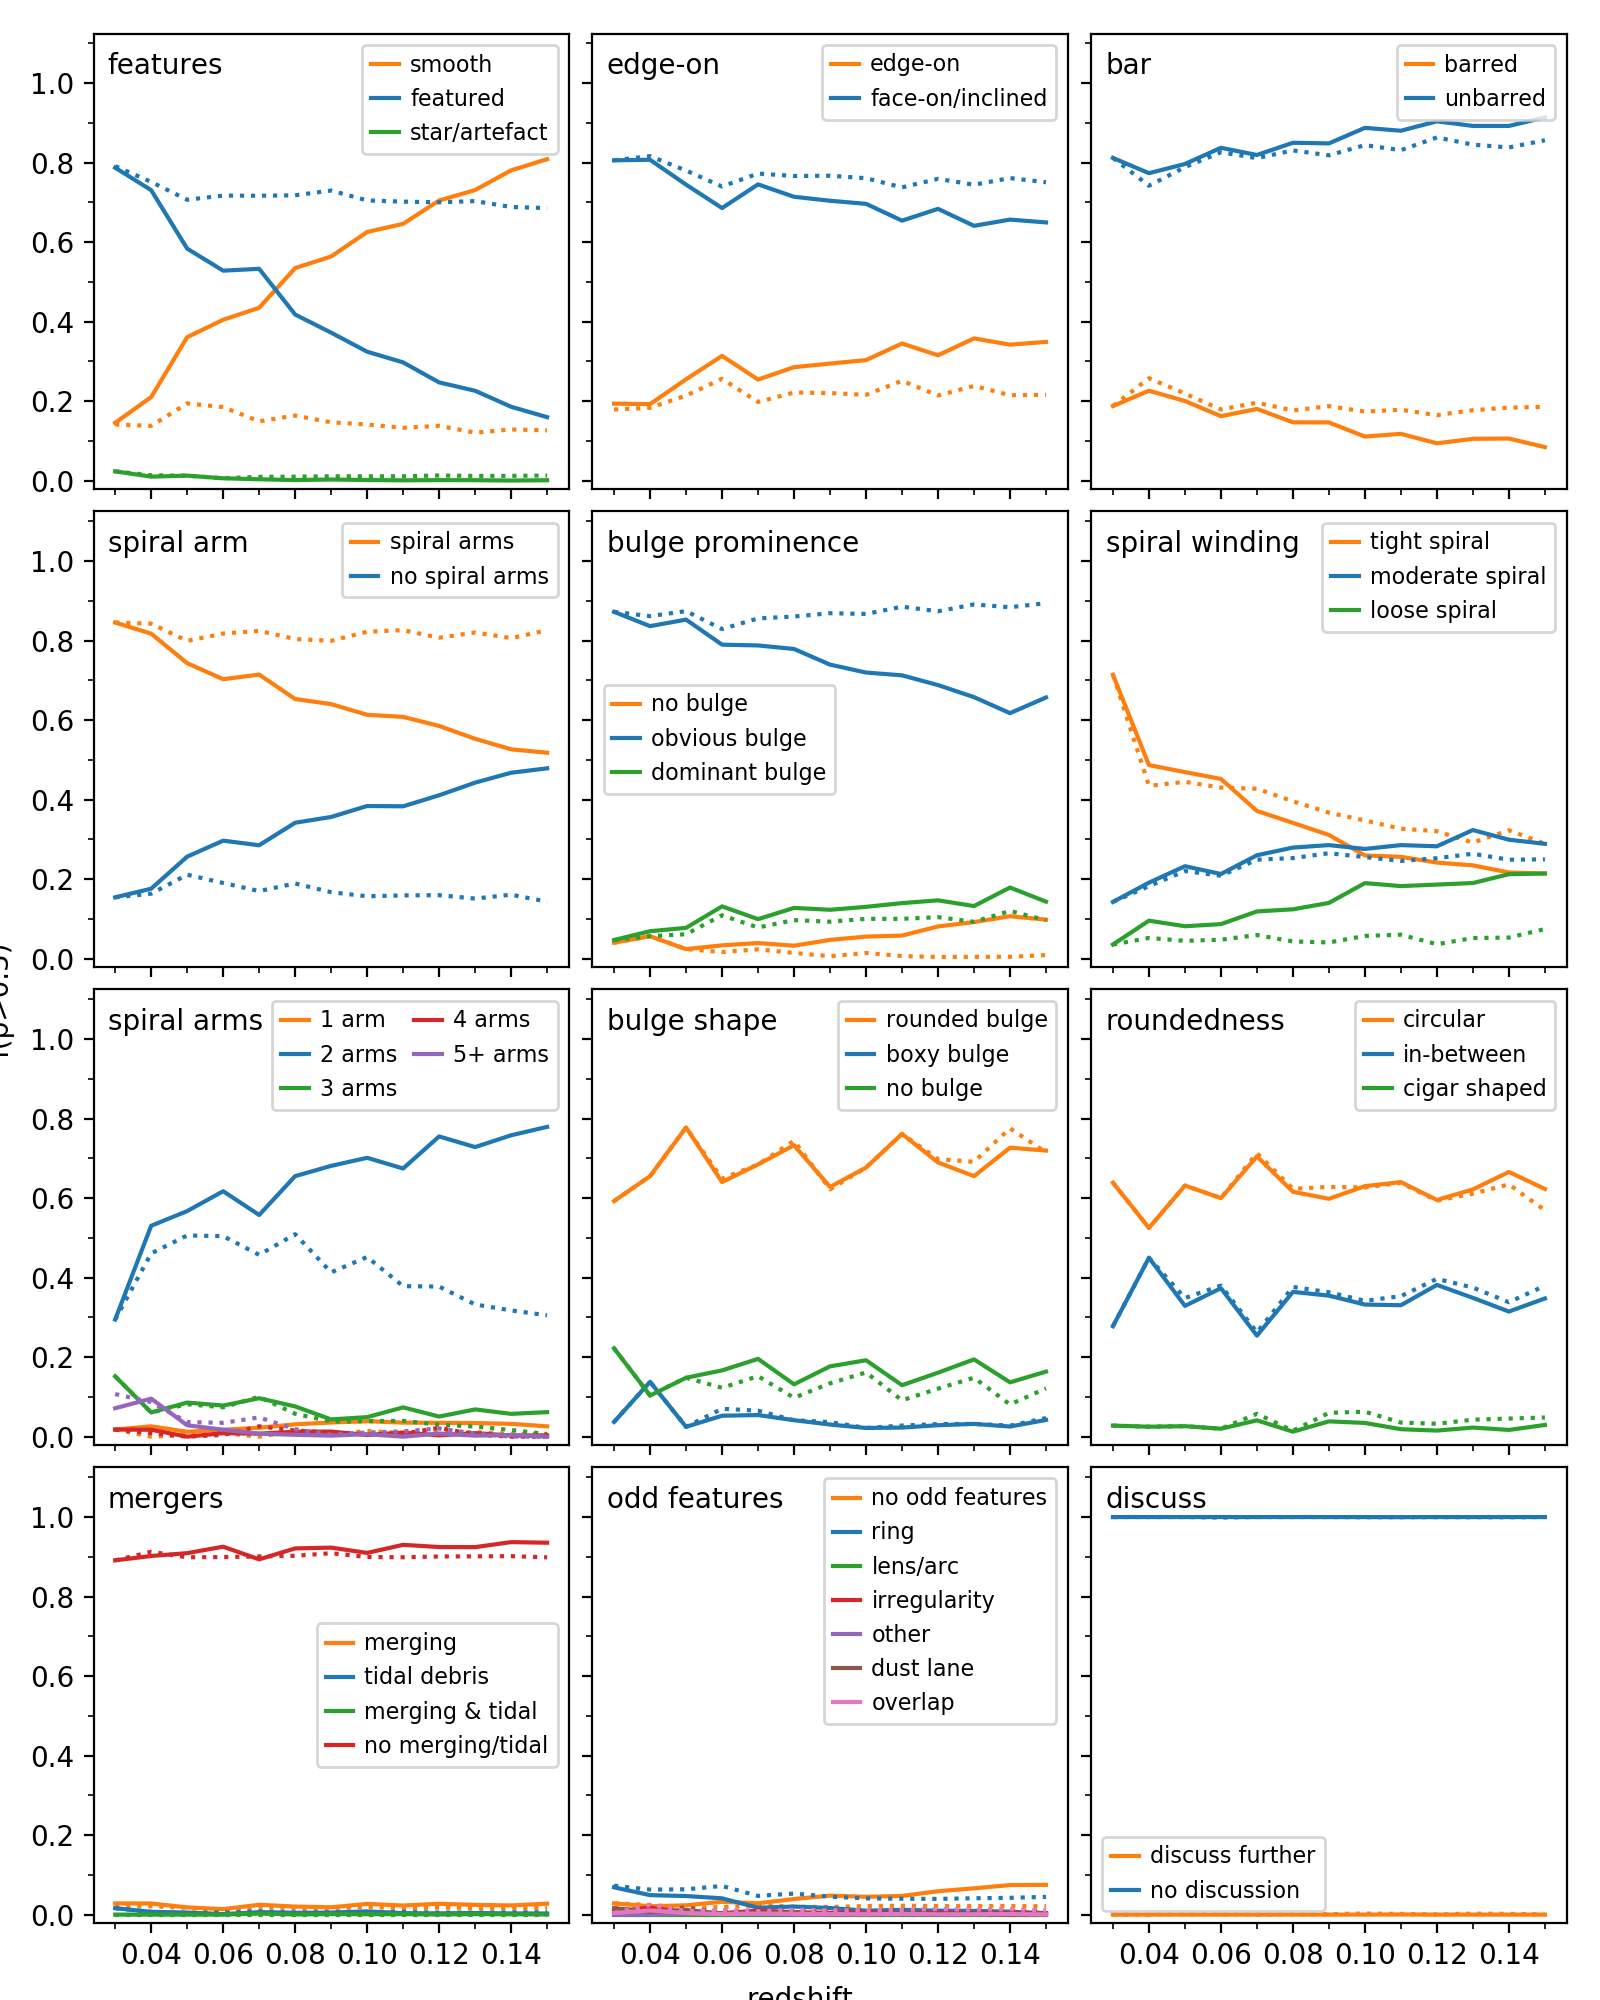 features
smooth
featured
star/artefact
1.0
0.8
0.6
0.4
0.2
0.0
edge-on
edge-on
face-on/inclined
bar
barred
unbarred
spiral arm
spiral arms
no spiral arms
1.0
0.8
0.6
0.4
0.2
0.0
bulge prominence
no bulge
obvious bulge
dominant bulge
spiral winding
tight spiral
moderate spiral
loose spiral
spiral arms
1 arm
2 arms
3 arms
4 arms
5+ arms
1.0
0.8
0.6
0.4
0.2
0.0
bulge shape
rounded bulge
boxy bulge
no bulge
roundedness
circular
in-between
cigar shaped
mergers
merging
tidal debris
merging & tidal
no merging/tidal
1.0
0.8
0.6
0.4
0.2
0.0
odd features
no odd features
ring
lens/arc
irregularity
other
dust lane
overlap
discuss
discuss further
no discussion
0.04 0.06 0.08 0.10 0.12 0.14
0.04 0.06 0.08 0.10 0.12 0.14
0.04 0.06 0.08 0.10 0.12 0.14
redshift